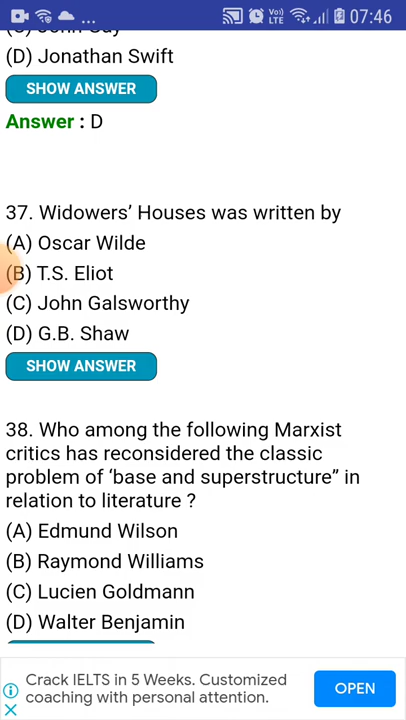 ... 07:46
(D) Jonathan Swift
SHOW ANSWER
Answer : D
37. Widowers’ Houses was written by
(A) Oscar Wilde
(B) T.S. Eliot
(C) John Galsworthy
(D) G.B. Shaw
SHOW ANSWER
38. Who among the following Marxist
critics has reconsidered the classic
problem of ‘base and superstructure” in
relation to literature ?
(A) Edmund Wilson
(B) Raymond Williams
(C) Lucien Goldmann
(D) Walter Benjamin
Crack IELTS in 5 Weeks. Customized
coaching with personal attention.
OPEN